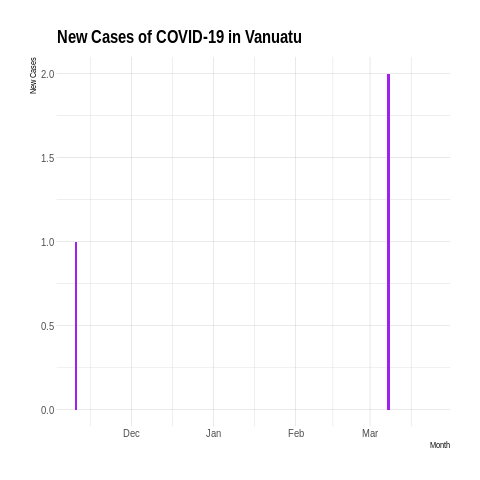 New Cases of COVID-19 in Vanuatu
New Cases
2.0
1.5
1.0
0.5
0.0
Dec Jan Feb Mar
Month